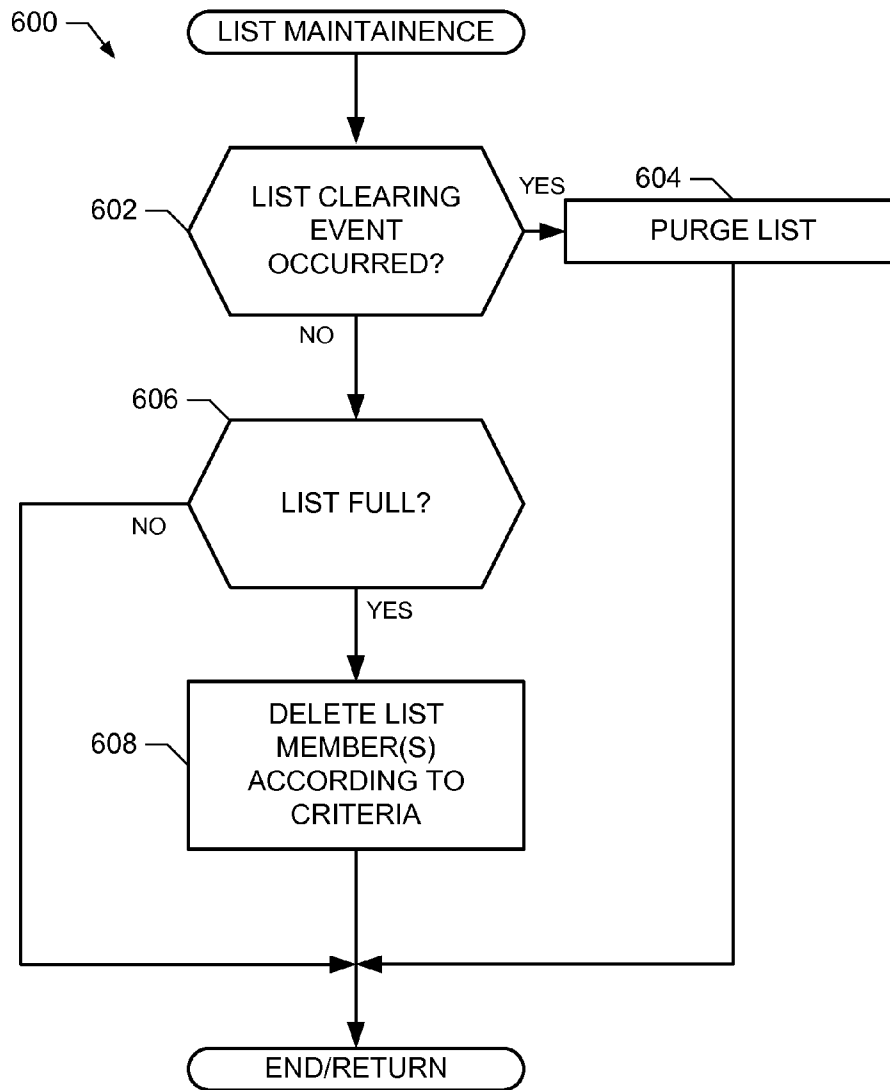 600
LIST MAINTAINENCE
602
LIST CLEARING
EVENT
OCCURRED?
YES
604
PURGE LIST
NO
606
LIST FULL?
NO
YES
608
DELETE LIST
MEMBER(S)
ACCORDING TO
CRITERIA
END/RETURN